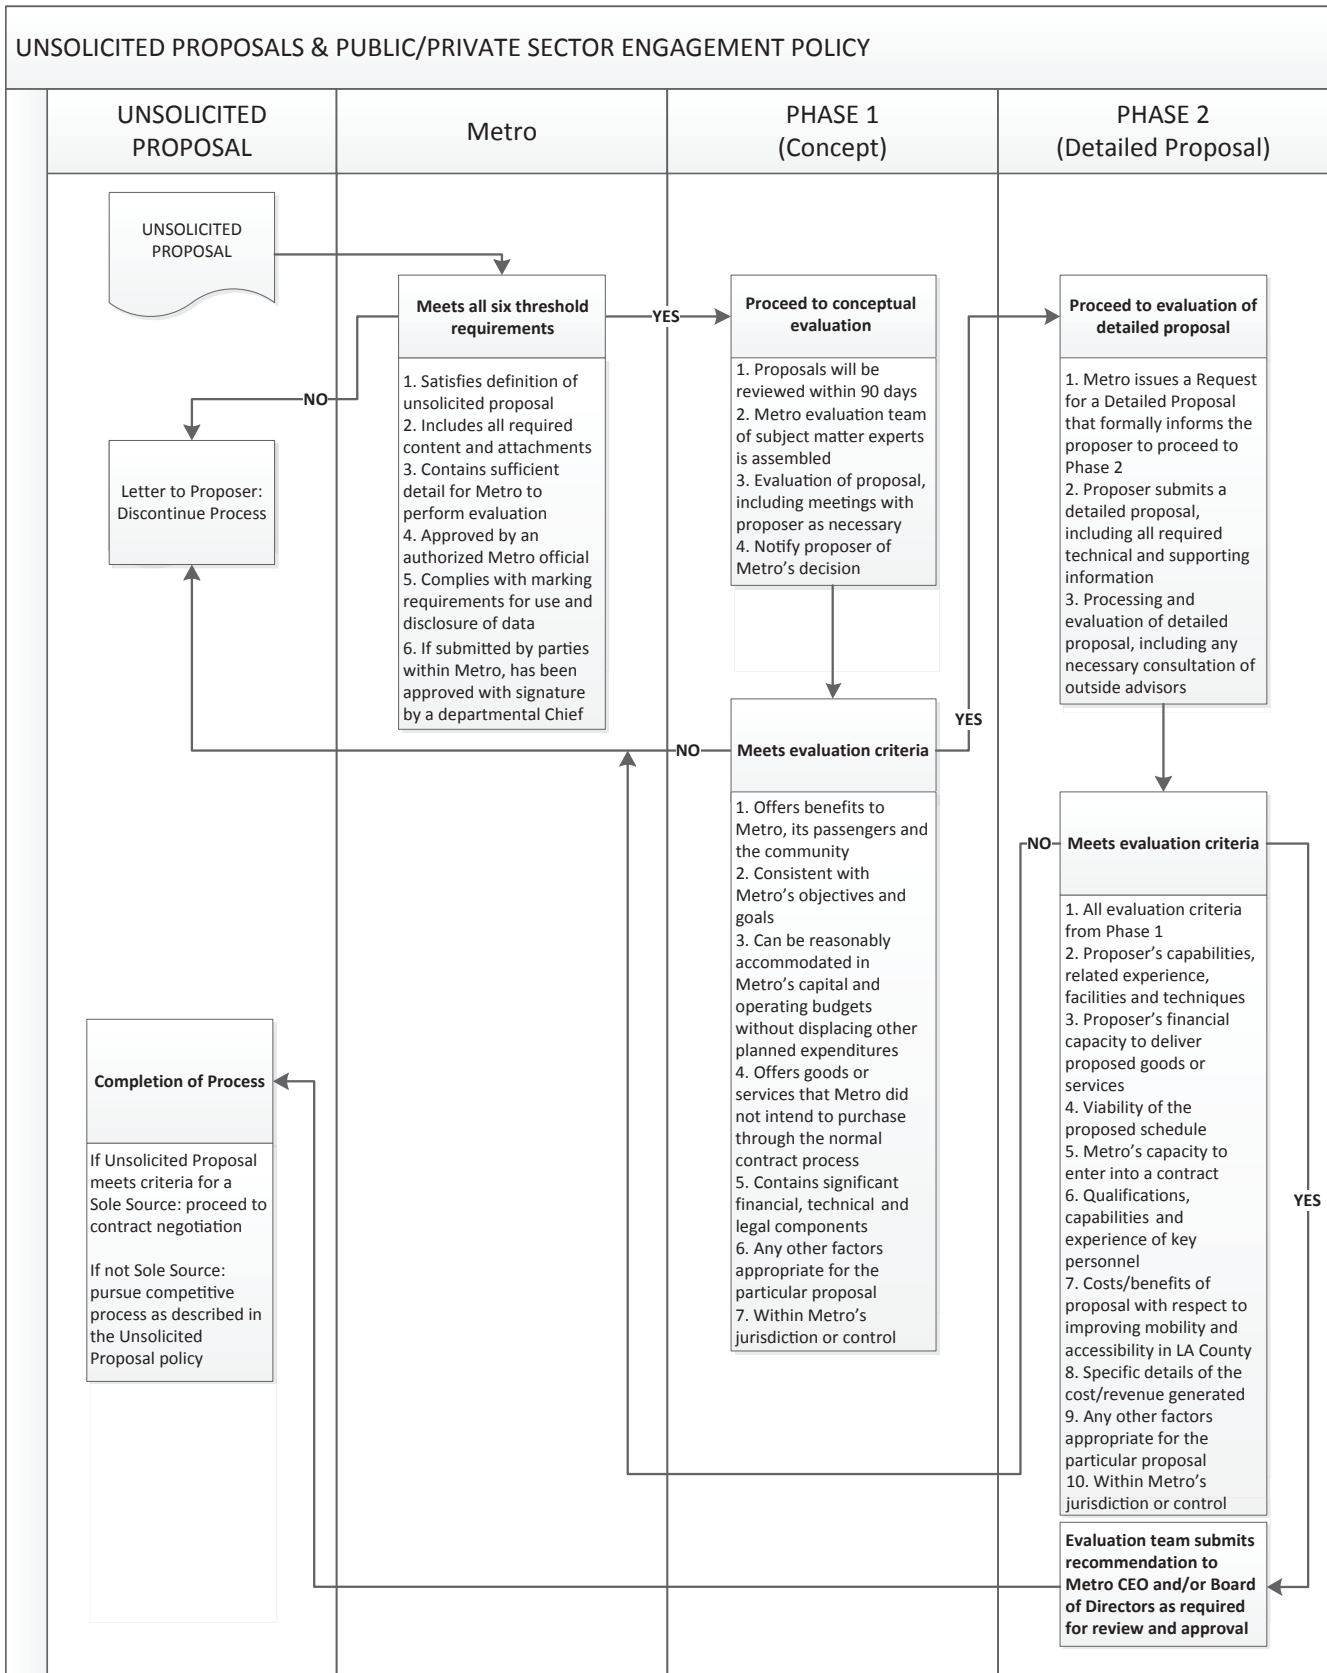 UNSOLICITED PROPOSALS & PUBLIC/PRIVATE SECTOR ENGAGEMENT POLICY
UNSOLICITED
PROPOSAL
Metro
PHASE 1
(Concept)
PHASE 2
(Detailed Proposal)
UNSOLICITED
PROPOSAL
Meets all six threshold
requirements
1. Satisfies definition of
unsolicited proposal
2. Includes all required
content and attachments
3. Contains sufficient
detail for Metro to
perform evaluation
4. Approved by an
authorized Metro official
5. Complies with marking
requirements for use and
disclosure of data
6. If submitted by parties
within Metro, has been
approved with signature
by a departmental Chief
NO
Letter to Proposer:
Discontinue Process
YES
Proceed to conceptual
evaluation
1. Proposals will be
reviewed within 90 days
2. Metro evaluation team
of subject matter experts
is assembled
3. Evaluation of proposal,
including meetings with
proposer as necessary
4. Notify proposer of
Metro’s decision
NO
Meets evaluation criteria
1. Offers benefits to
Metro, its passengers and
the community
2. Consistent with
Metro’s objectives and
goals
3. Can be reasonably
accommodated in
Metro’s capital and
operating budgets
without displacing other
planned expenditures
4. Offers goods or
services that Metro did
not intend to purchase
through the normal
contract process
5. Contains significant
financial, technical and
legal components
6. Any other factors
appropriate for the
particular proposal
7. Within Metro’s
jurisdiction or control
YES
Proceed to evaluation of
detailed proposal
1. Metro issues a Request
for a Detailed Proposal
that formally informs the
proposer to proceed to
Phase 2
2. Proposer submits a
detailed proposal,
including all required
technical and supporting
information
3. Processing and
evaluation of detailed
proposal, including any
necessary consultation of
outside advisors
NO
Meets evaluation criteria
1. All evaluation criteria
from Phase 1
2. Proposer’s capabilities,
related experience,
facilities and techniques
3. Proposer’s financial
capacity to deliver
proposed goods or
services
4. Viability of the
proposed schedule
5. Metro’s capacity to
enter into a contract
6. Qualifications,
capabilities and
experience of key
personnel
7. Costs/benefits of
proposal with respect to
improving mobility and
accessibility in LA County
8. Specific details of the
cost/revenue generated
9. Any other factors
appropriate for the
particular proposal
10. Within Metro’s
jurisdiction or control
YES
Evaluation team submits
recommendation to
Metro CEO and/or Board
of Directors as required
for review and approval
Completion of Process
If Unsolicited Proposal
meets criteria for a
Sole Source: proceed to
contract negotiation
If not Sole Source:
pursue competitive
process as described in
the Unsolicited
Proposal policy